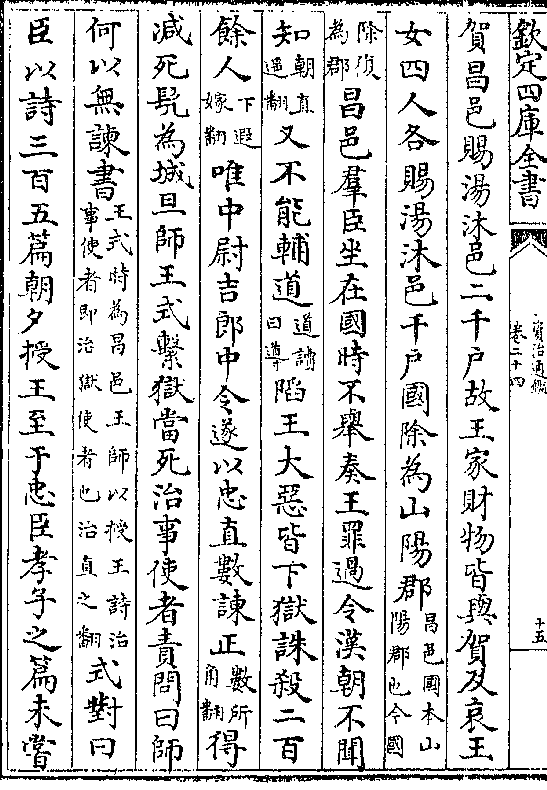 欽定四庫全書
資治通鑑
卷二十四
十五
賀昌邑賜湯沐邑二千户故王家財物皆與賀及哀王
女四人各賜湯沐邑千户國除為山陽郡昌邑國本山陽郡也今國
除復為郡昌邑羣臣坐在國時不舉奏王罪過令漢朝不聞
知朝直遥翻又不能輔道道讀曰導陷王大惡皆下獄誅殺二百
餘人下遐嫁翻唯中尉吉郎中令遂以忠直數諫正數所角翻得
減死髠為城旦師王式繫獄當死治事使者責問曰師
何以無諫書王式時為昌邑王師以授王詩治事使者即治獄使者也治直之翻式對曰
臣以詩三百五篇朝夕授王至于忠臣孝子之篇未嘗